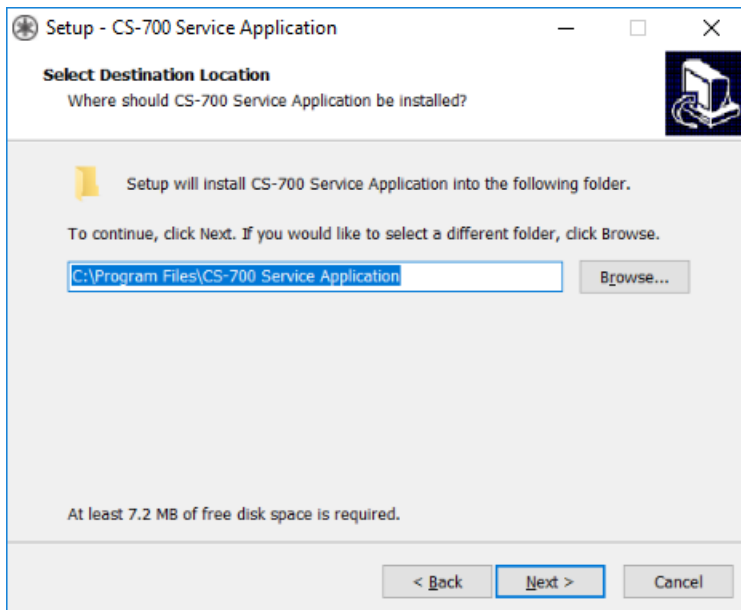 Setup - CS-700 Service Application
Select Destination Location
Where should CS-700 Service Application be installed?
Setup will install CS-700 Service Application into the following folder.
To continue, click Next. If you would like to select a different folder, click Browse.
C:\Program Files\CS-700 Service Application
Browse...
At least 7.2 MB of free disk space is required.
< Back
Next >
Cancel